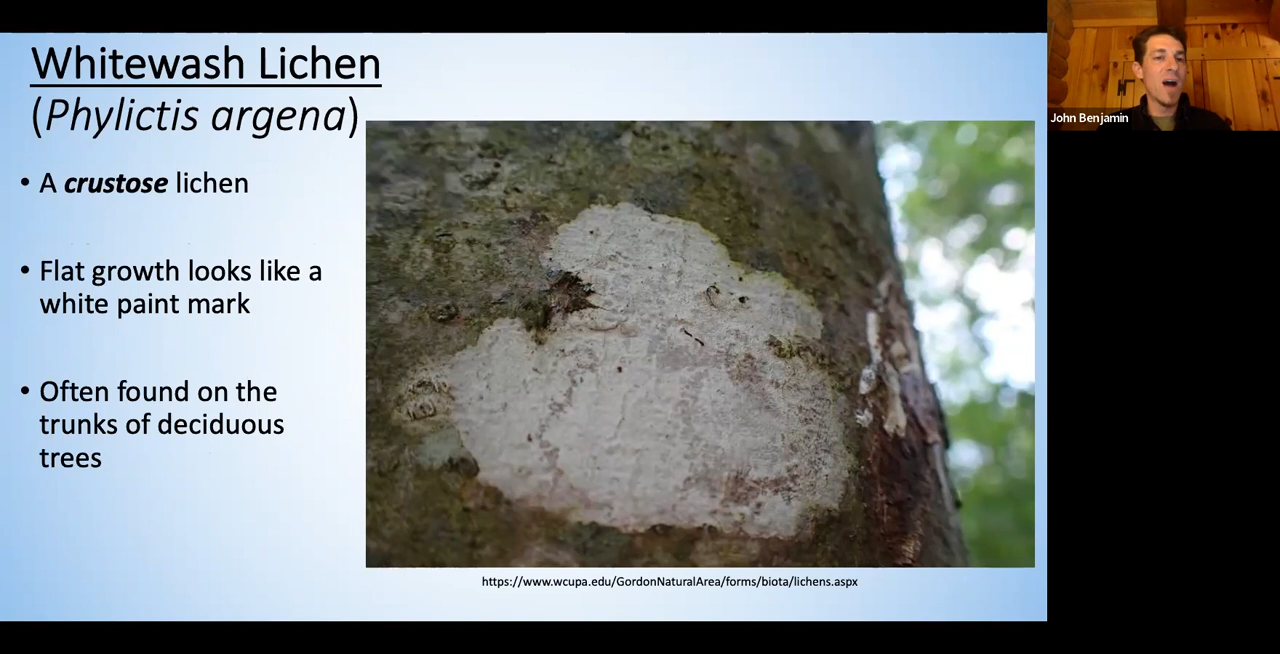 Whitewash Lichen
(Phylictis argena)
• A crustose lichen
• Flat growth looks like a
white paint mark
• Often found on the
trunks of deciduous
trees
https://www.wcupa.edu/GordonNaturalArea/forms/biota/lichens.aspx
John Benjamin